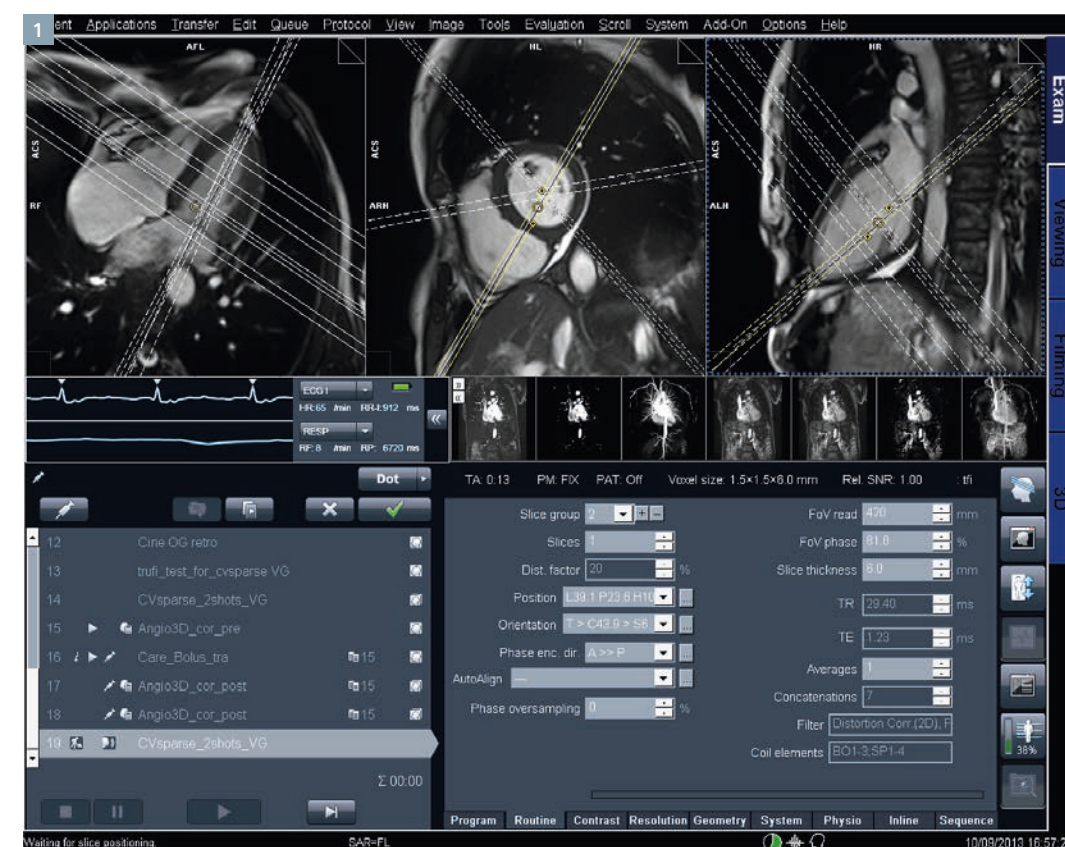 1
ent Applications Transfer Edit Queue Protocol View Image Tools Evaluation Scroll System Add-On Options Help
AFL HL HR
ACS ACS ACS
RF ARH ALH
Exam
Viewing
Filming
3D
ECG1
HR:65 /min RR-I:912 ms
RESP
RF: 8 /min RP: 6720 ms
Dot
TA: 0.13 PM: FIX PAT: Off Voxel size: 1.5×1.5×6.0 mm Rel. SNR: 1.00 : tfi
12 Cine OG retro
13 trufi_test_for_cvsparse VG
14 CVsparse_2shots_VG
15 Angio3D_cor_pre
16 i Care_Bolus_tra 15
17 Angio3D_cor_post 15
18 Angio3D_cor_post 15
19 CVsparse_2shots_VG
Σ 00:00
Slice group 2
Slices 1
Dist. factor 20 %
Position L39.1 P23.6 H10
Orientation T > C43.9 > S6
Phase enc. dir. A >> P
AutoAlign ---
Phase oversampling 0 %
FoV read 420 mm
FoV phase 81.8 %
Slice thickness 6.0 mm
TR 29.40 ms
TE 1.23 ms
Averages 1
Concatenations 7
Filter Distortion Corr.(2D), P
Coil elements BO1-3;SP1-4
38%
Program Routine Contrast Resolution Geometry System Physio Inline Sequence
Waiting for slice positioning. SAR=FL 10/09/2013 16:57:2